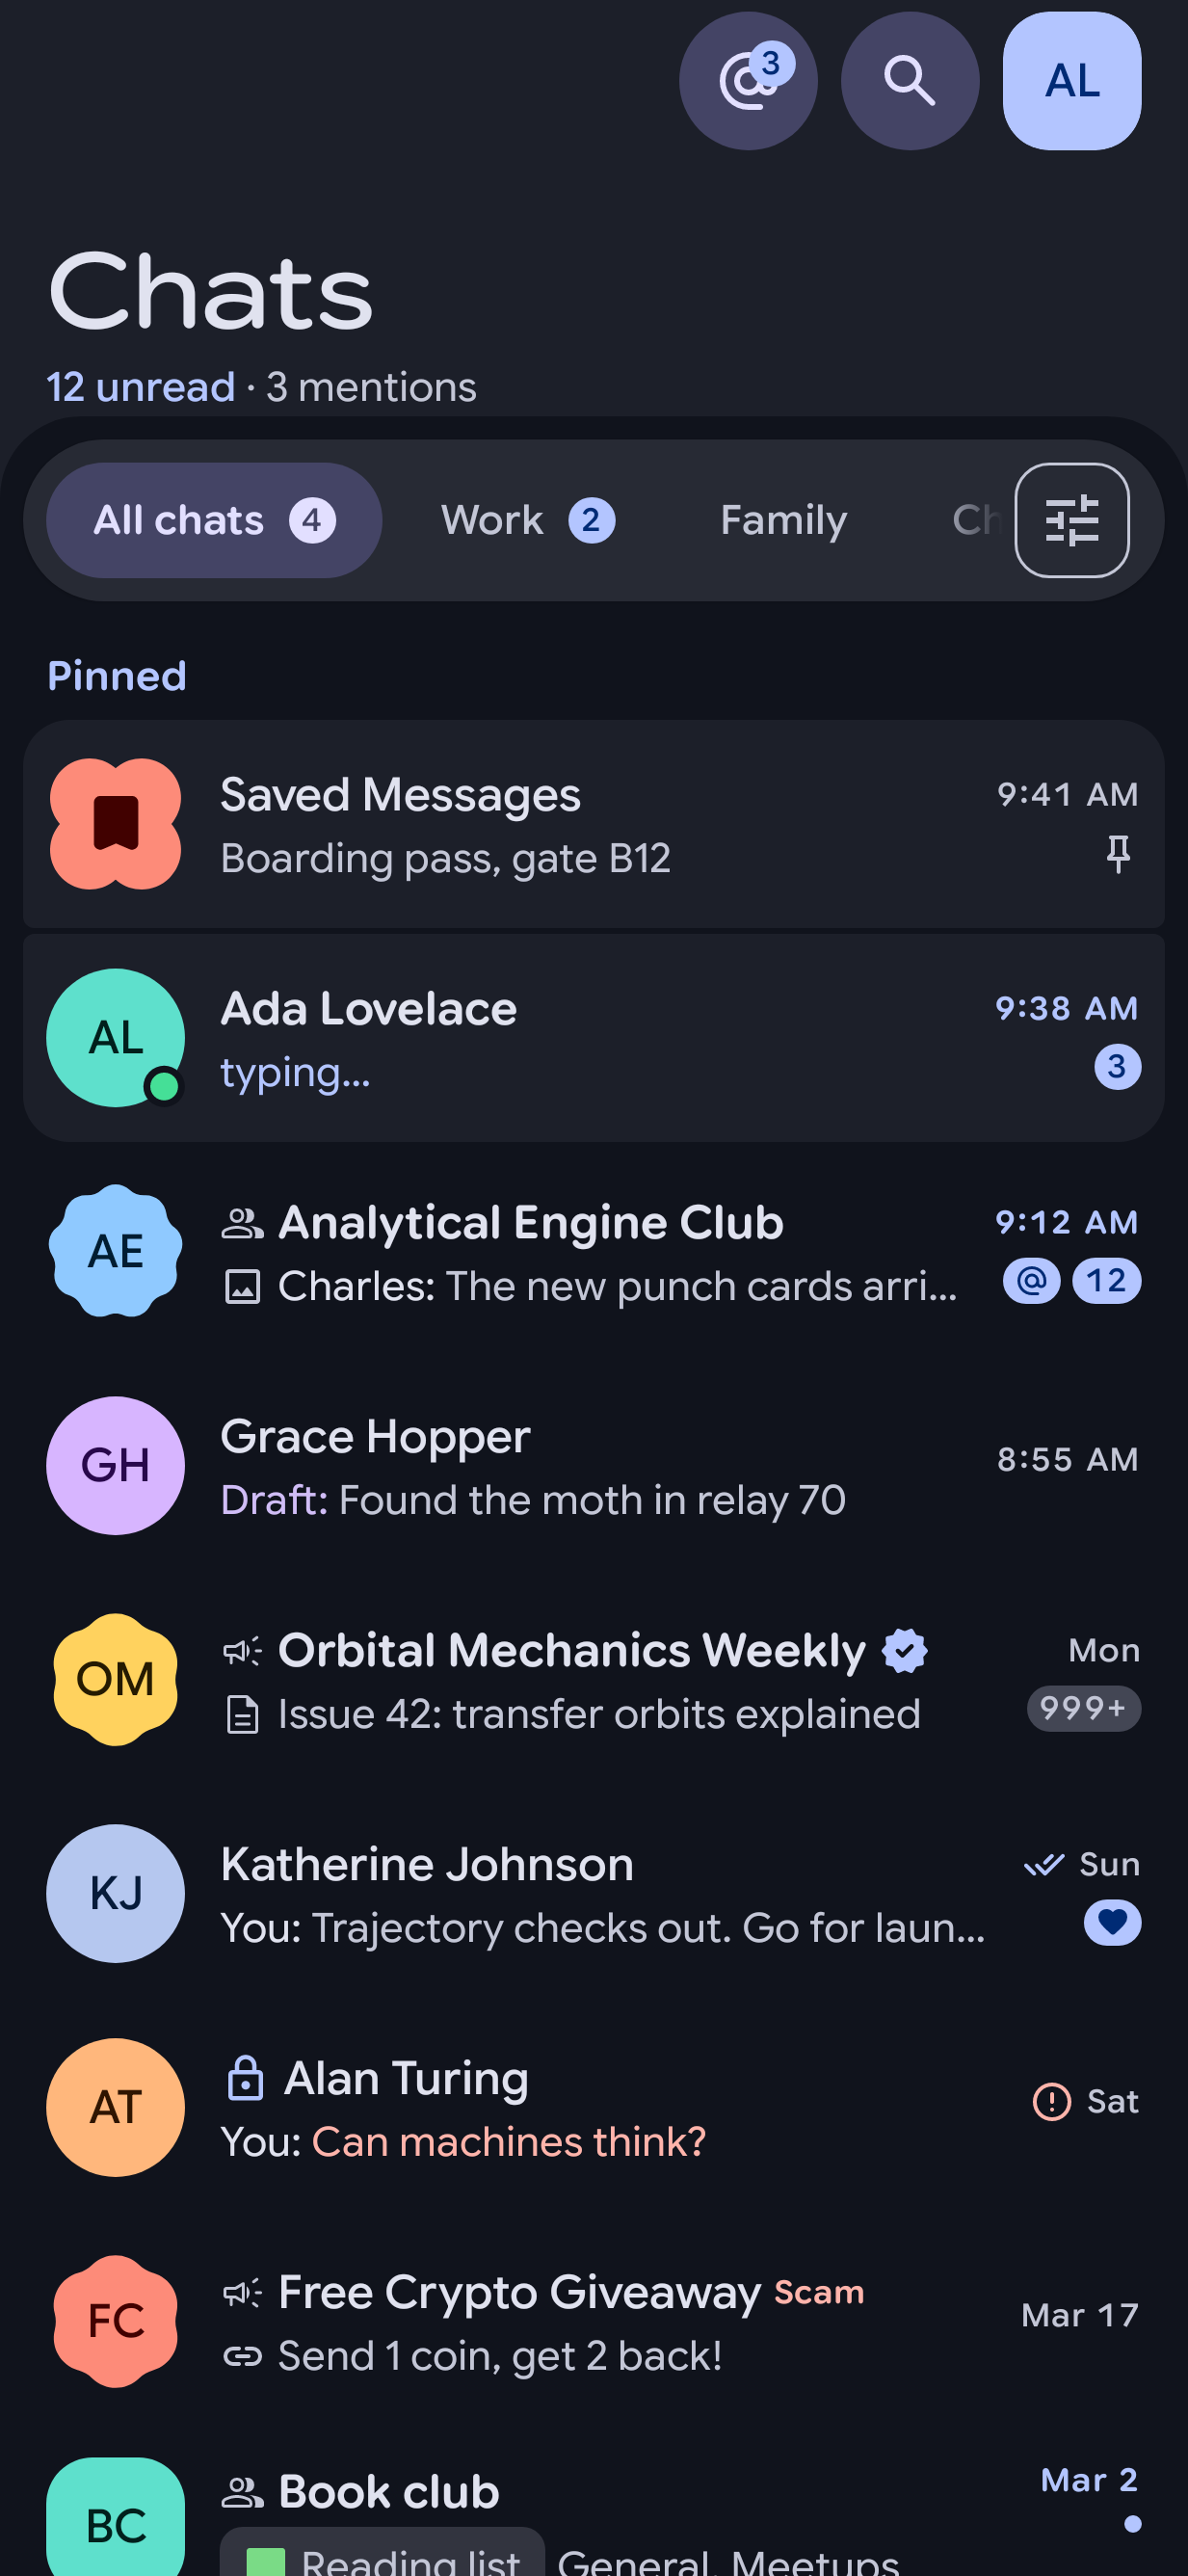 3
AL
Chats
12 unread · 3 mentions
All chats 4 Work 2 Family Ch
Pinned
Saved Messages 9:41 AM
Boarding pass, gate B12
AL Ada Lovelace 9:38 AM
typing... 3
AE Analytical Engine Club 9:12 AM
Charles: The new punch cards arri... @ 12
GH Grace Hopper 8:55 AM
Draft: Found the moth in relay 70
OM Orbital Mechanics Weekly Mon
Issue 42: transfer orbits explained 999+
KJ Katherine Johnson Sun
You: Trajectory checks out. Go for laun...
AT Alan Turing Sat
You: Can machines think?
FC Free Crypto Giveaway Scam Mar 17
Send 1 coin, get 2 back!
BC Book club Mar 2
Reading list General, Meetups